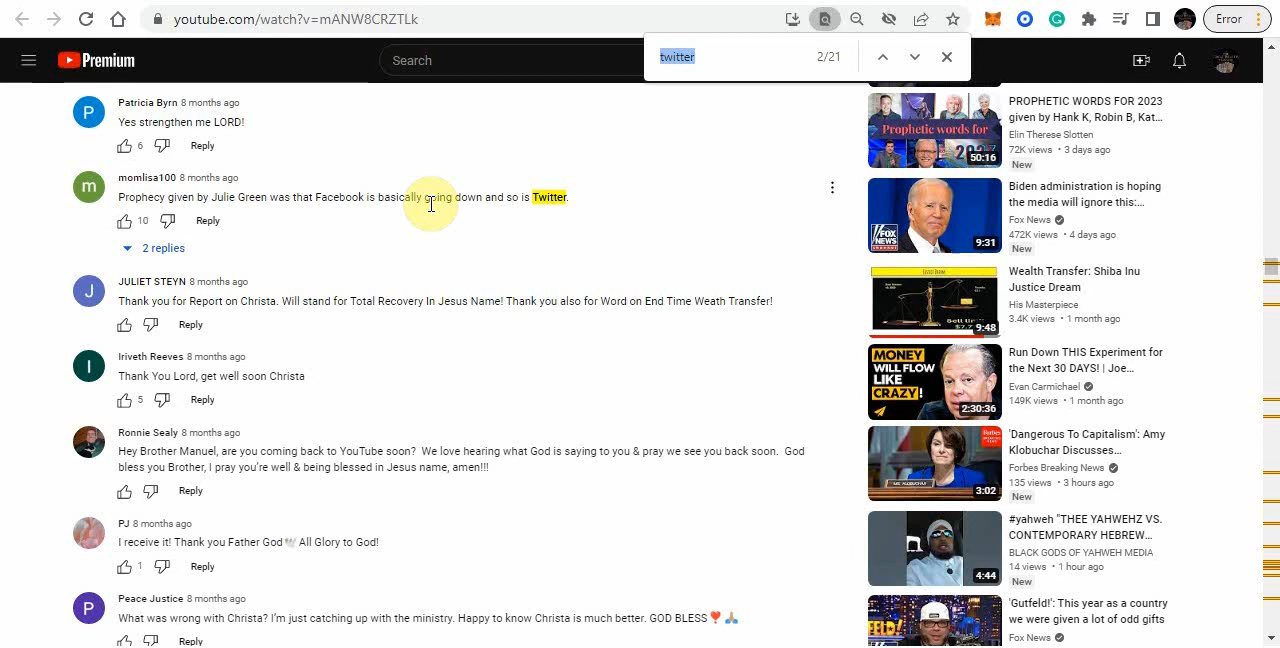 youtube.com/watch?v=mANW8CRZTLk
Error
Premium
Search
twitter
2/21
Patricia Byrn 8 months ago
Yes strengthen me LORD!
6 Reply
momlisa100 8 months ago
Prophecy given by Julie Green was that Facebook is basically going down and so is Twitter.
10 Reply
2 replies
JULIET STEYN 8 months ago
Thank you for Report on Christa. Will stand for Total Recovery In Jesus Name! Thank you also for Word on End Time Weath Transfer!
Reply
Iriveth Reeves 8 months ago
Thank You Lord, get well soon Christa
5 Reply
Ronnie Sealy 8 months ago
Hey Brother Manuel, are you coming back to YouTube soon? We love hearing what God is saying to you & pray we see you back soon. God
bless you Brother, I pray you're well & being blessed in Jesus name, amen!!!
Reply
PJ 8 months ago
I receive it! Thank you Father God🕊️ All Glory to God!
1 Reply
Peace Justice 8 months ago
What was wrong with Christa? I'm just catching up with the ministry. Happy to know Christa is much better. GOD BLESS❣️🙏
Reply
P
m
J
I
P
Prophetic words for
50:16
PROPHETIC WORDS FOR 2023
given by Hank K, Robin B, Kat...
Elin Therese Slotten
72K views • 3 days ago
New
FOX NEWS
9:31
Biden administration is hoping
the media will ignore this:...
Fox News
472K views • 4 days ago
New
9:48
Wealth Transfer: Shiba Inu
Justice Dream
His Masterpiece
3.4K views • 1 month ago
MONEY
WILL FLOW
LIKE
CRAZY!
2:30:36
Run Down THIS Experiment for
the Next 30 DAYS! | Joe...
Evan Carmichael
149K views • 1 month ago
Forbes
3:02
'Dangerous To Capitalism': Amy
Klobuchar Discusses...
Forbes Breaking News
135 views • 3 hours ago
New
4:44
#yahweh "THEE YAHWEHZ VS.
CONTEMPORARY HEBREW...
BLACK GODS OF YAHWEH MEDIA
14 views • 1 hour ago
New
'Gutfeld!': This year as a country
we were given a lot of odd gifts
Fox News